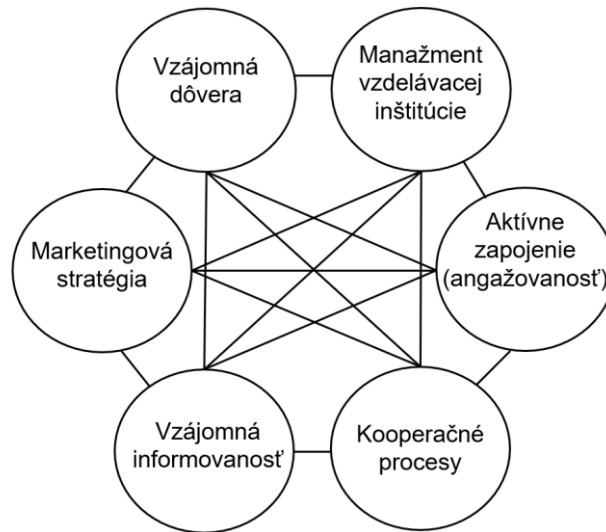 Vzájomná
dôvera
Manažment
vzdelávacej
inštitúcie
Marketingová
stratégia
Aktívne
zapojenie
(angažovanosť)
Vzájomná
informovanosť
Kooperačné
procesy